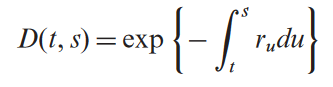 D(t, s) = exp { − ∫_t^s r_u du }